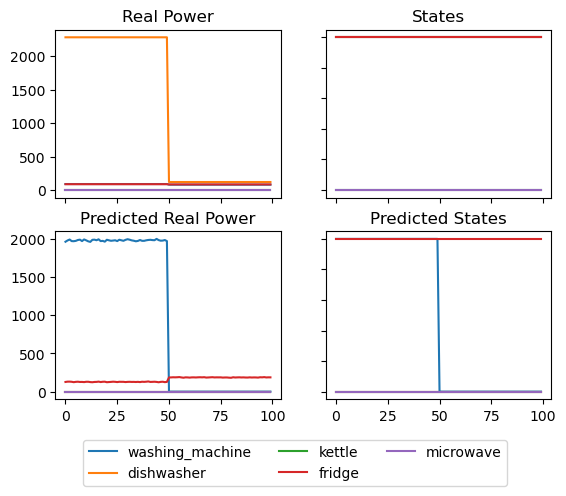 Real Power
States
2000
1500
1000
500
0
Predicted Real Power
Predicted States
2000
1500
1000
500
0
0 25 50 75 100
0 25 50 75 100
washing_machine kettle microwave
dishwasher fridge